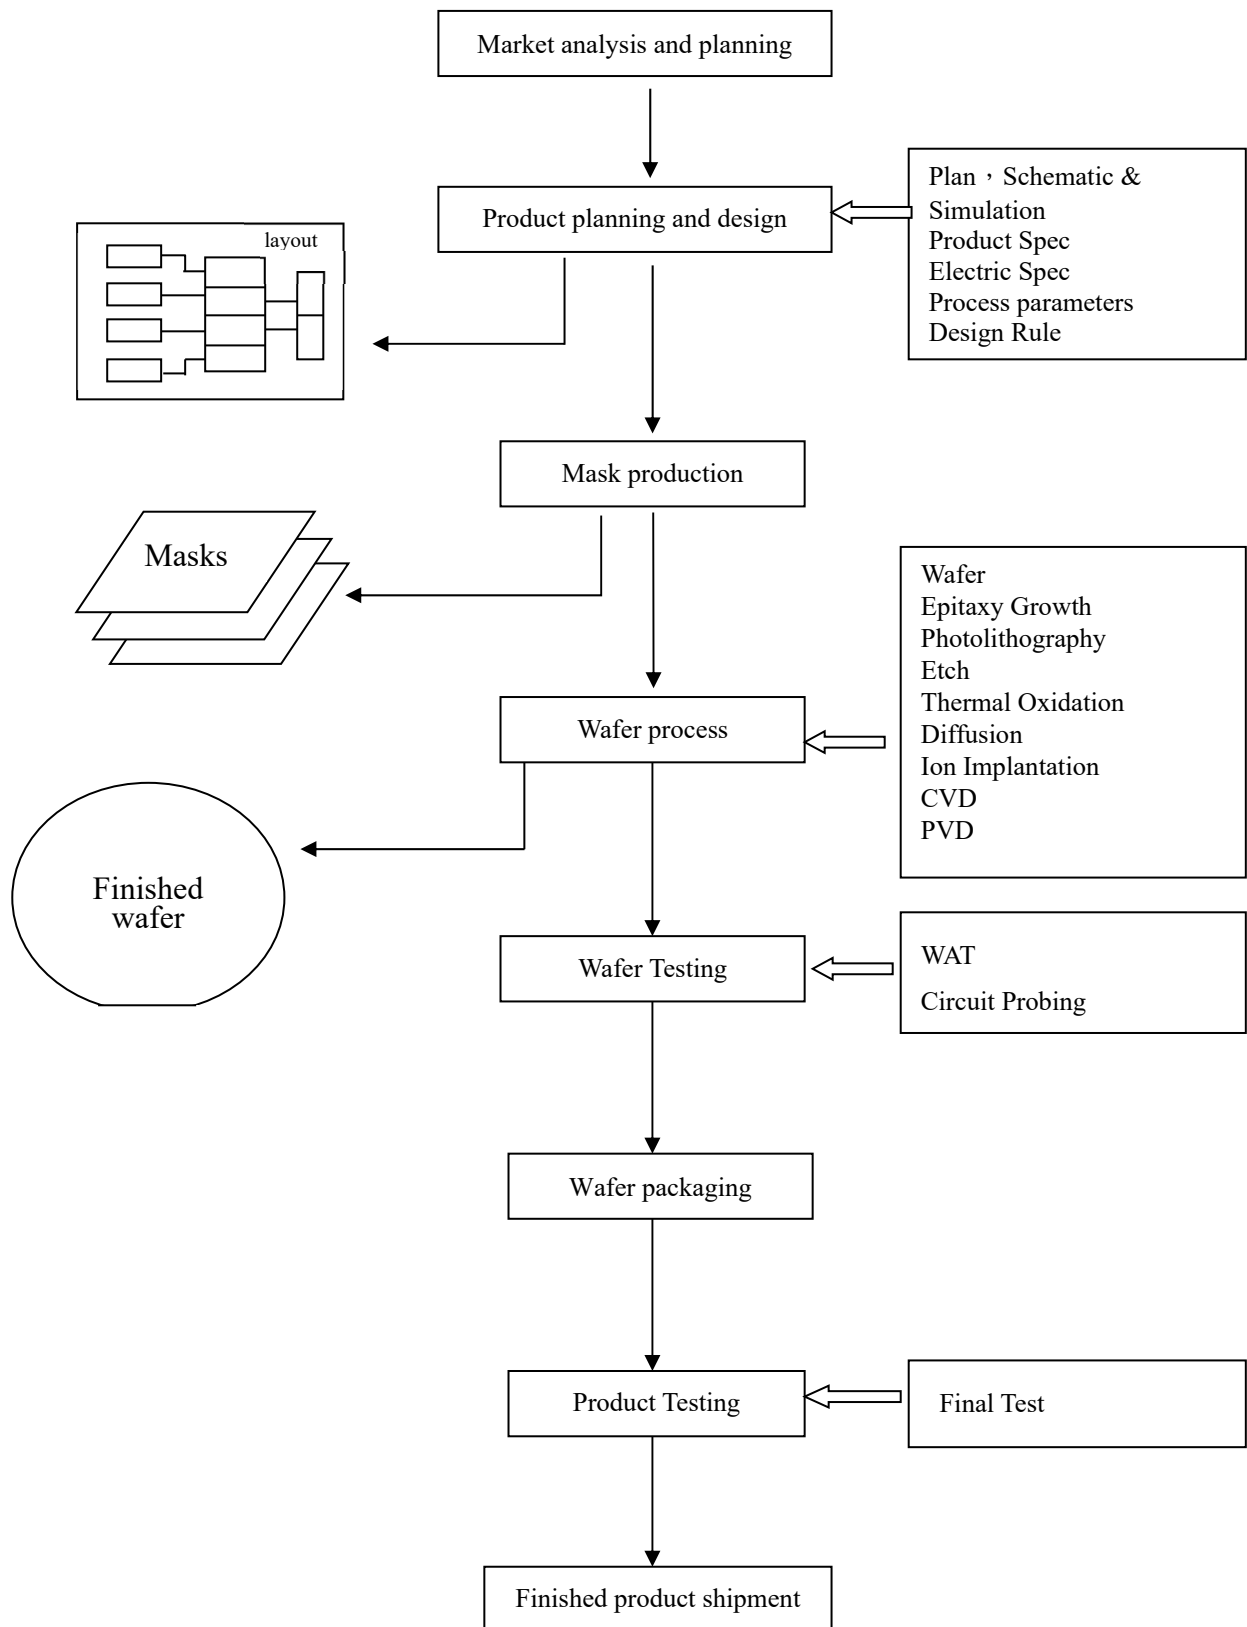 Market analysis and planning
Plan，Schematic &
Simulation
Product Spec
Electric Spec
Process parameters
Design Rule
Product planning and design
layout
Mask production
Masks
Wafer
Epitaxy Growth
Photolithography
Etch
Thermal Oxidation
Diffusion
Ion Implantation
CVD
PVD
Wafer process
Finished
wafer
Wafer Testing
WAT
Circuit Probing
Wafer packaging
Product Testing
Final Test
Finished product shipment